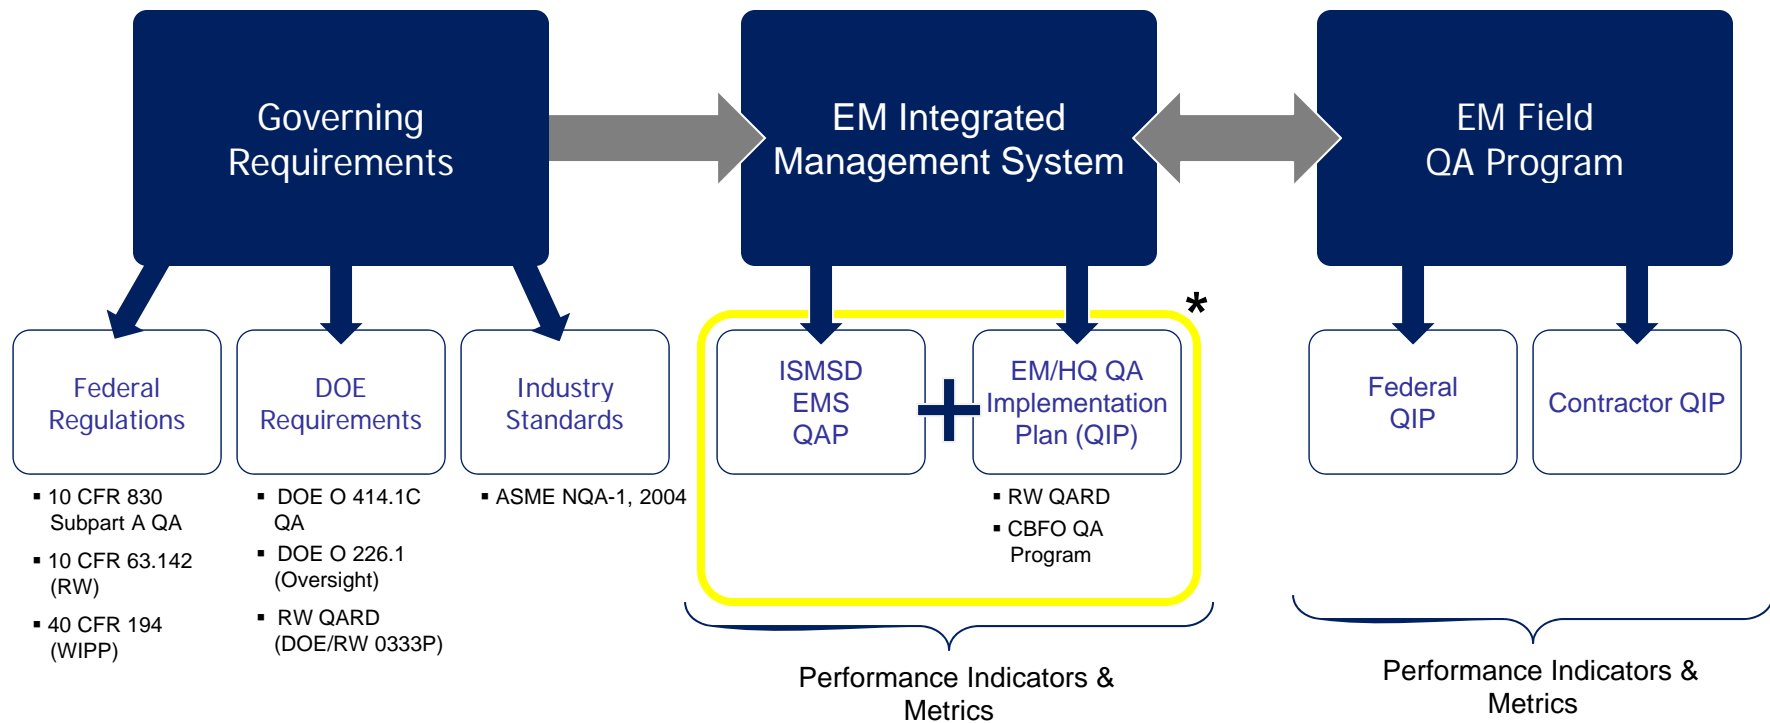 Governing
Requirements
EM Integrated
Management System
EM Field
QA Program
*
Federal
Regulations
DOE
Requirements
Industry
Standards
ISMSD
EMS
QAP
+
EM/HQ QA
Implementation
Plan (QIP)
Federal
QIP
Contractor QIP
▪ 10 CFR 830
Subpart A QA
▪ 10 CFR 63.142
(RW)
▪ 40 CFR 194
(WIPP)
▪ DOE O 414.1C
QA
▪ DOE O 226.1
(Oversight)
▪ RW QARD
(DOE/RW 0333P)
▪ ASME NQA-1, 2004
▪ RW QARD
▪ CBFO QA
Program
Performance Indicators &
Metrics
Performance Indicators &
Metrics